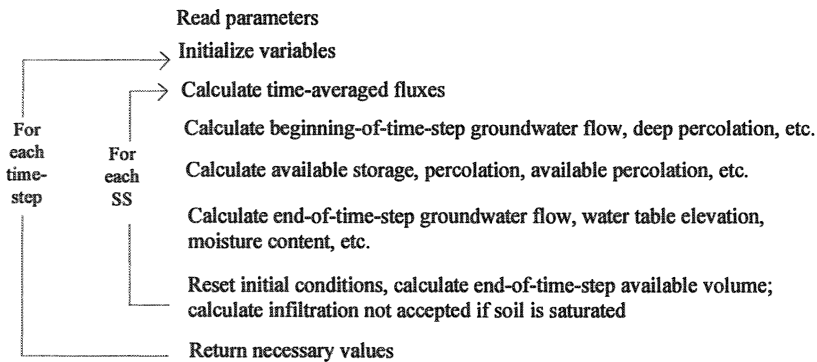 Read parameters
Initialize variables
Calculate time-averaged fluxes
For
each
time-
step
For
each
SS
Calculate beginning-of-time-step groundwater flow, deep percolation, etc.
Calculate available storage, percolation, available percolation, etc.
Calculate end-of-time-step groundwater flow, water table elevation,
moisture content, etc.
Reset initial conditions, calculate end-of-time-step available volume;
calculate infiltration not accepted if soil is saturated
Return necessary values